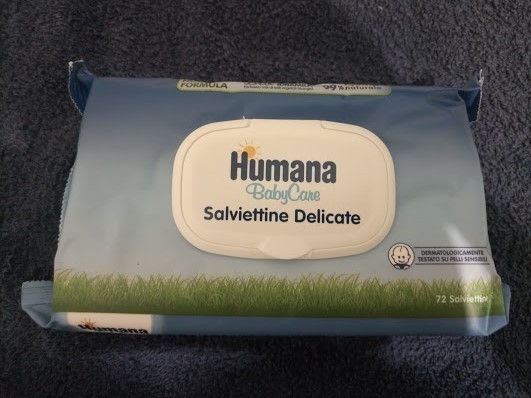 FORMULA
99% naturale
Humana
BabyCare
Salviettine Delicate
DERMATOLOGICAMENTE
TESTATO SU PELLI SENSIBILI
72 Salviettine
Humana